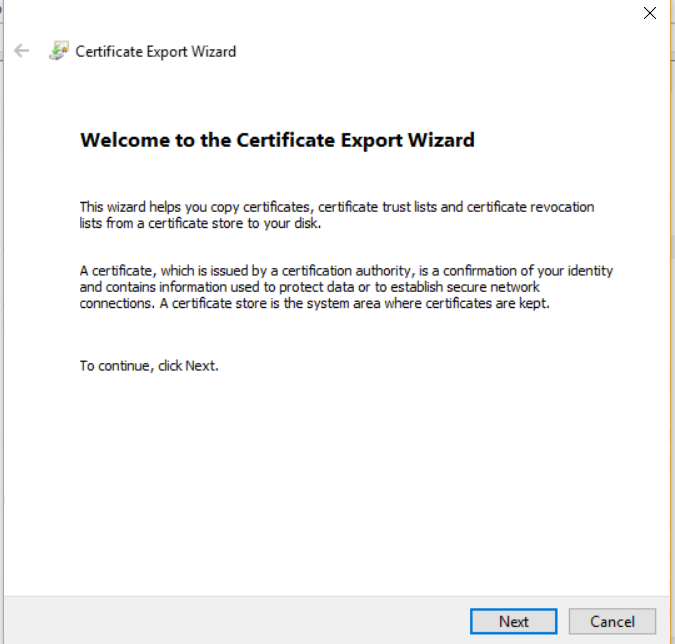 Certificate Export Wizard
Welcome to the Certificate Export Wizard
This wizard helps you copy certificates, certificate trust lists and certificate revocation
lists from a certificate store to your disk.
A certificate, which is issued by a certification authority, is a confirmation of your identity
and contains information used to protect data or to establish secure network
connections. A certificate store is the system area where certificates are kept.
To continue, click Next.
Next
Cancel